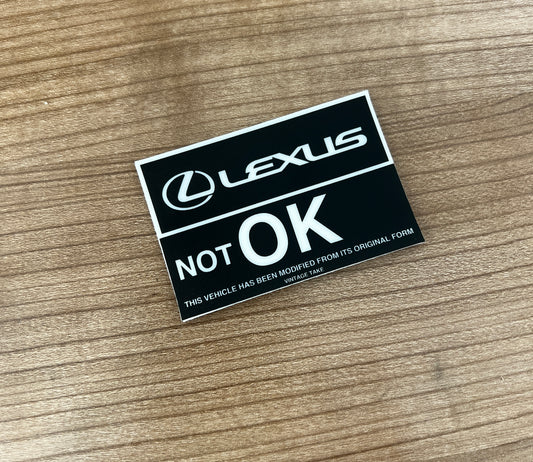 LEXUS
NOT OK
THIS VEHICLE HAS BEEN MODIFIED FROM ITS ORIGINAL FORM
VINTAGE TAKE